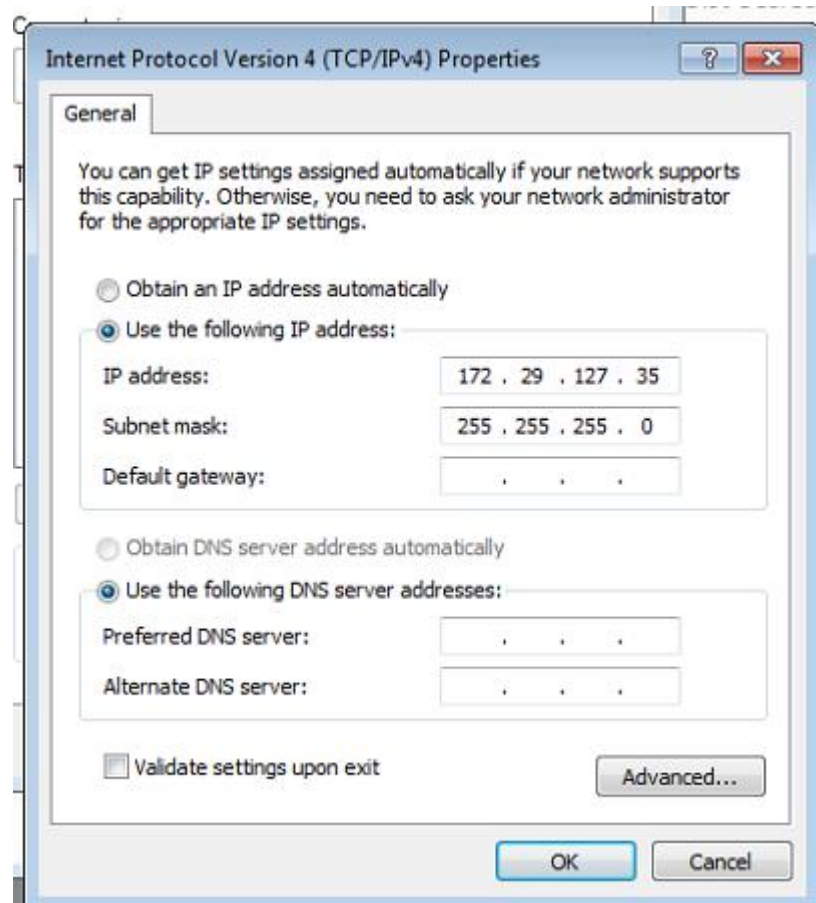 Internet Protocol Version 4 (TCP/IPv4) Properties
General
You can get IP settings assigned automatically if your network supports
this capability. Otherwise, you need to ask your network administrator
for the appropriate IP settings.
Obtain an IP address automatically
Use the following IP address:
IP address: 172 . 29 . 127 . 35
Subnet mask: 255 . 255 . 255 . 0
Default gateway: . . .
Obtain DNS server address automatically
Use the following DNS server addresses:
Preferred DNS server: . . .
Alternate DNS server: . . .
Validate settings upon exit
Advanced...
OK Cancel